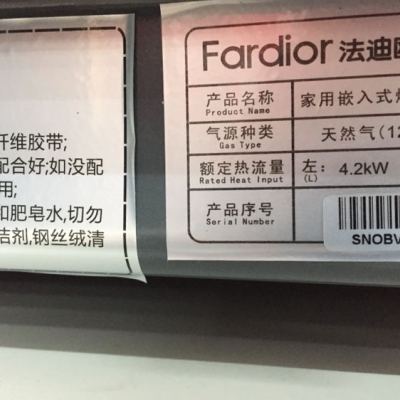 纤维胶带;
配合好;如没配
用;
和肥皂水,切勿
洁剂,钢丝绒清
Fardior 法迪欧
产品名称 家用嵌入式
Product Name
气源种类 天然气(12
Gas Type
额定热流量 左: 4.2kW
Rated Heat Input (L)
产品序号
Serial Number
SNOBV